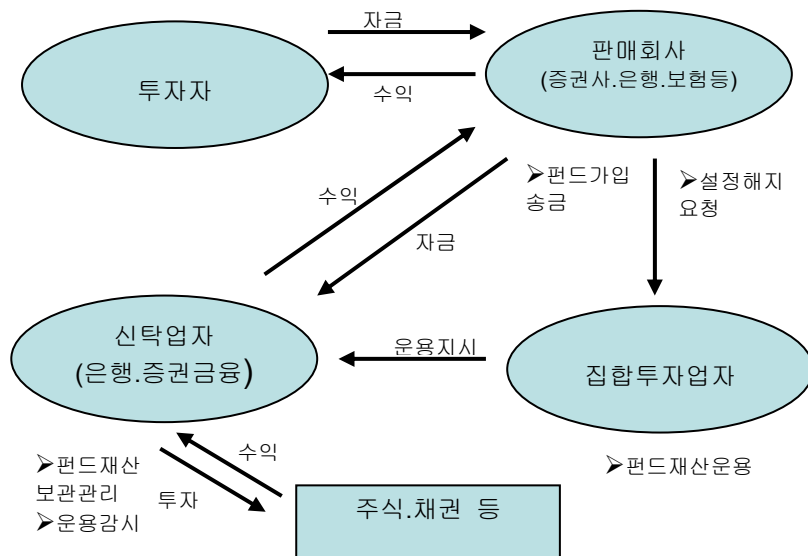 자금
판매회사
(증권사.은행.보험등)
투자자
수익
➢펀드가입
송금
➢설정해지
요청
수익
자금
신탁업자
(은행.증권금융)
운용지시
집합투자업자
수익
➢펀드재산
보관관리
➢운용감시
투자
➢펀드재산운용
주식.채권 등